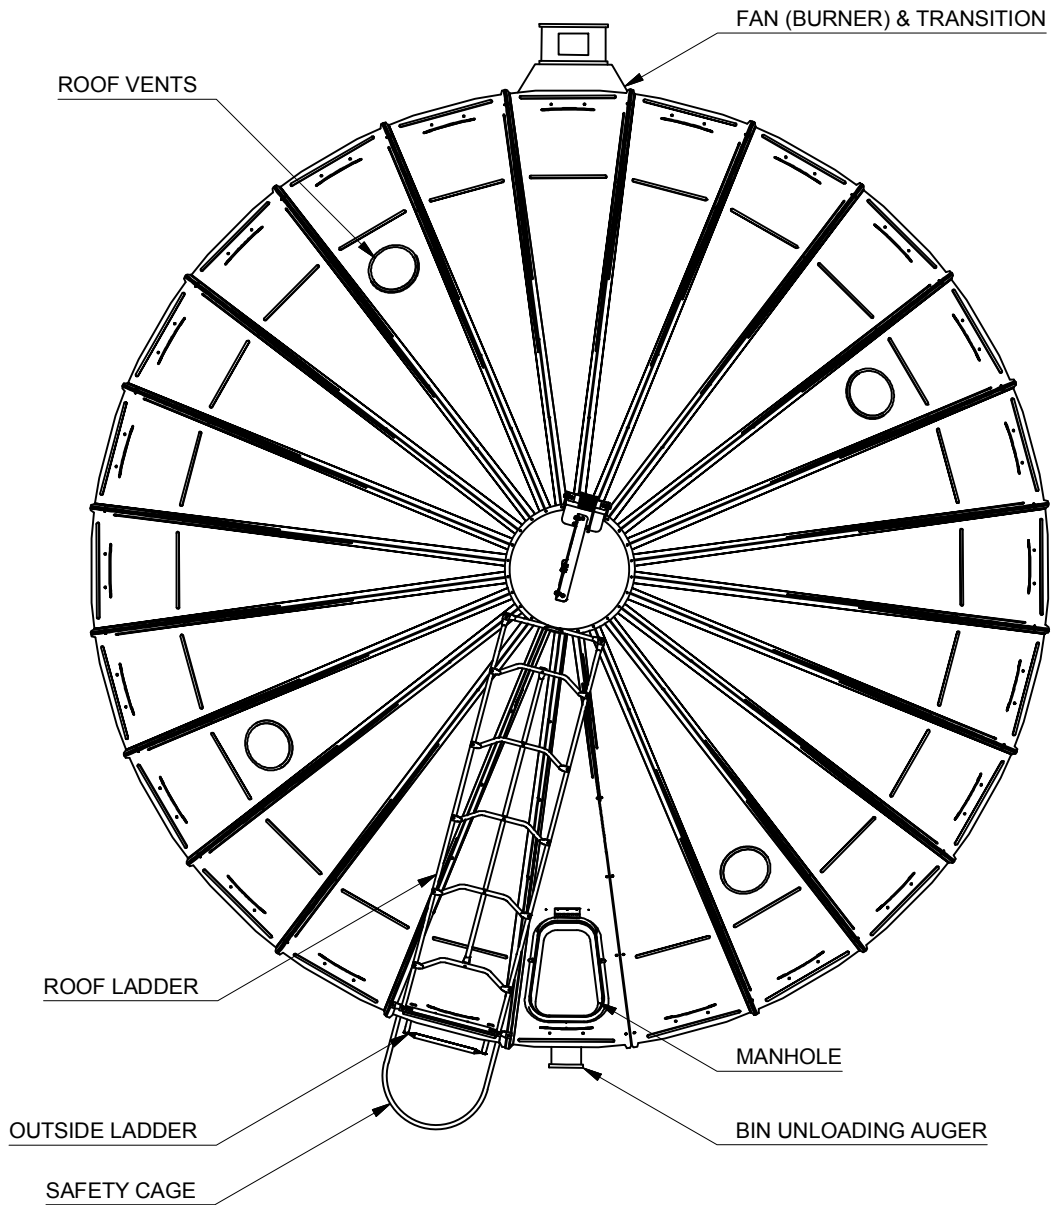 FAN (BURNER) & TRANSITION
ROOF VENTS
ROOF LADDER
MANHOLE
OUTSIDE LADDER
BIN UNLOADING AUGER
SAFETY CAGE